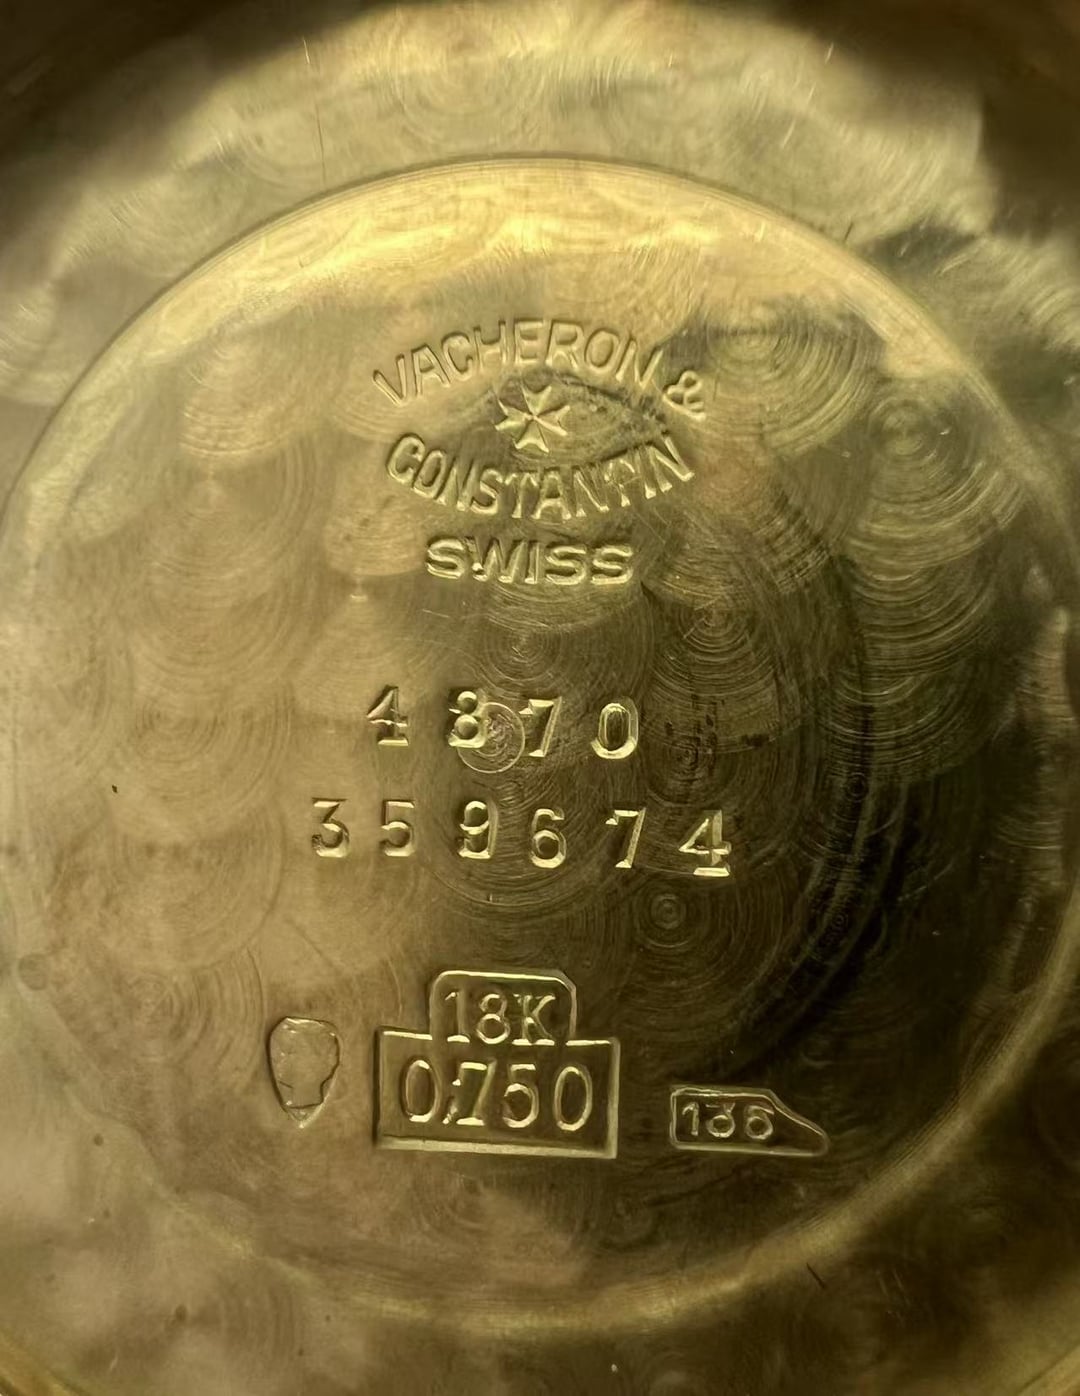 VACHERON &
CONSTANTIN
SWISS
4870
359674
18K
0,750
136